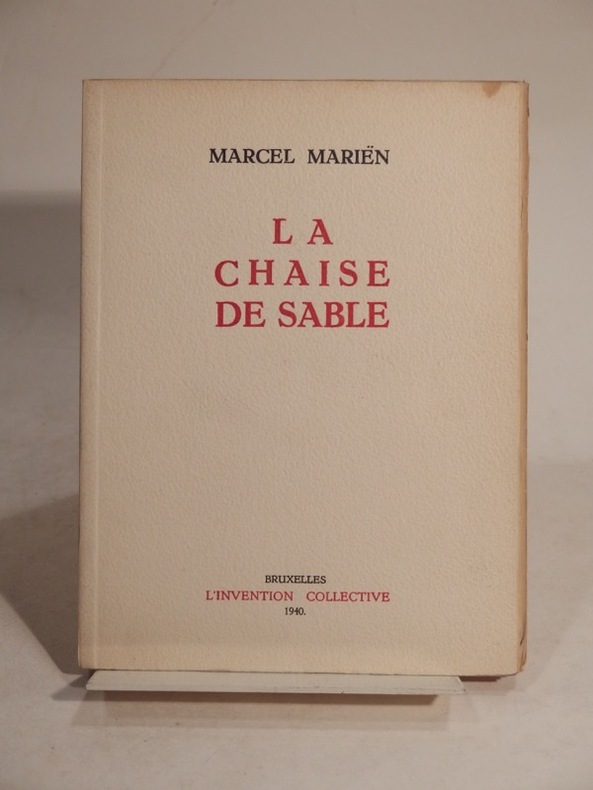 MARCEL MARIËN
LA
CHAISE
DE SABLE
BRUXELLES
L'INVENTION COLLECTIVE
1940.